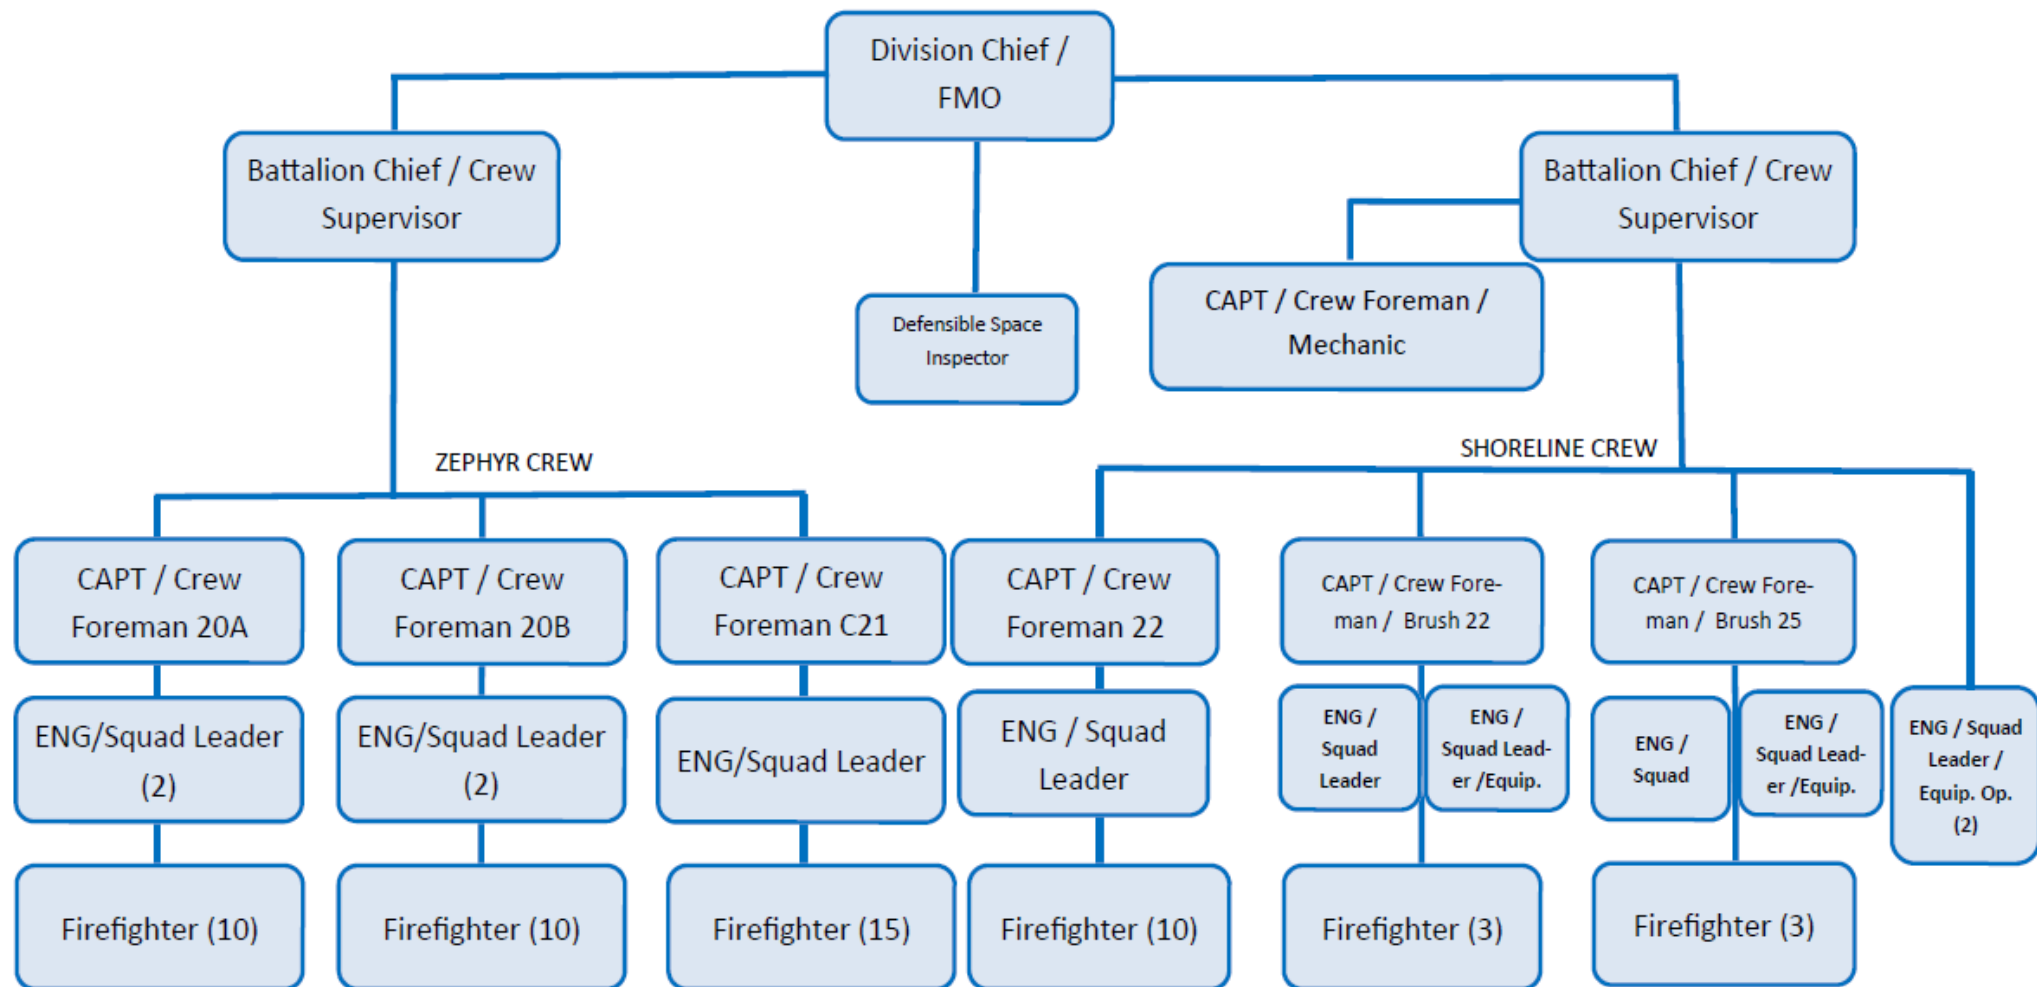 Division Chief /
FMO
Battalion Chief / Crew
Supervisor
Battalion Chief / Crew
Supervisor
Defensible Space
Inspector
CAPT / Crew Foreman /
Mechanic
ZEPHYR CREW
SHORELINE CREW
CAPT / Crew
Foreman 20A
CAPT / Crew
Foreman 20B
CAPT / Crew
Foreman C21
CAPT / Crew
Foreman 22
CAPT / Crew Fore-
man / Brush 22
CAPT / Crew Fore-
man / Brush 25
ENG/Squad Leader
(2)
ENG/Squad Leader
(2)
ENG/Squad Leader
ENG / Squad
Leader
ENG /
Squad
Leader
ENG /
Squad Lead-
er /Equip.
ENG /
Squad
ENG /
Squad Lead-
er /Equip.
ENG / Squad
Leader /
Equip. Op.
(2)
Firefighter (10)
Firefighter (10)
Firefighter (15)
Firefighter (10)
Firefighter (3)
Firefighter (3)